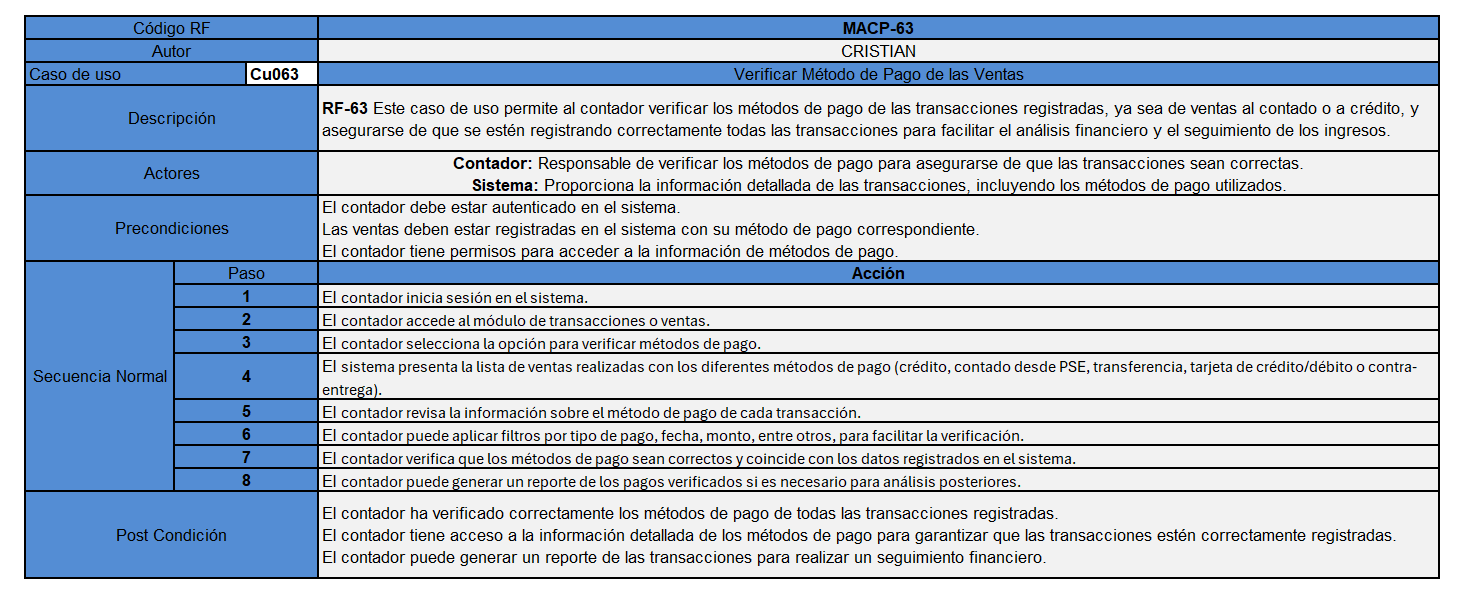 Código RF MACP-63
Autor CRISTIAN
Caso de uso Cu063 Verificar Método de Pago de las Ventas
Descripción
RF-63 Este caso de uso permite al contador verificar los métodos de pago de las transacciones registradas, ya sea de ventas al contado o a crédito, y
asegurarse de que se estén registrando correctamente todas las transacciones para facilitar el análisis financiero y el seguimiento de los ingresos.
Actores
Contador: Responsable de verificar los métodos de pago para asegurarse de que las transacciones sean correctas.
Sistema: Proporciona la información detallada de las transacciones, incluyendo los métodos de pago utilizados.
Precondiciones
El contador debe estar autenticado en el sistema.
Las ventas deben estar registradas en el sistema con su método de pago correspondiente.
El contador tiene permisos para acceder a la información de métodos de pago.
Secuencia Normal
Paso Acción
1 El contador inicia sesión en el sistema.
2 El contador accede al módulo de transacciones o ventas.
3 El contador selecciona la opción para verificar métodos de pago.
4 El sistema presenta la lista de ventas realizadas con los diferentes métodos de pago (crédito, contado desde PSE, transferencia, tarjeta de crédito/débito o contra-
entrega).
5 El contador revisa la información sobre el método de pago de cada transacción.
6 El contador puede aplicar filtros por tipo de pago, fecha, monto, entre otros, para facilitar la verificación.
7 El contador verifica que los métodos de pago sean correctos y coincide con los datos registrados en el sistema.
8 El contador puede generar un reporte de los pagos verificados si es necesario para análisis posteriores.
Post Condición
El contador ha verificado correctamente los métodos de pago de todas las transacciones registradas.
El contador tiene acceso a la información detallada de los métodos de pago para garantizar que las transacciones estén correctamente registradas.
El contador puede generar un reporte de las transacciones para realizar un seguimiento financiero.